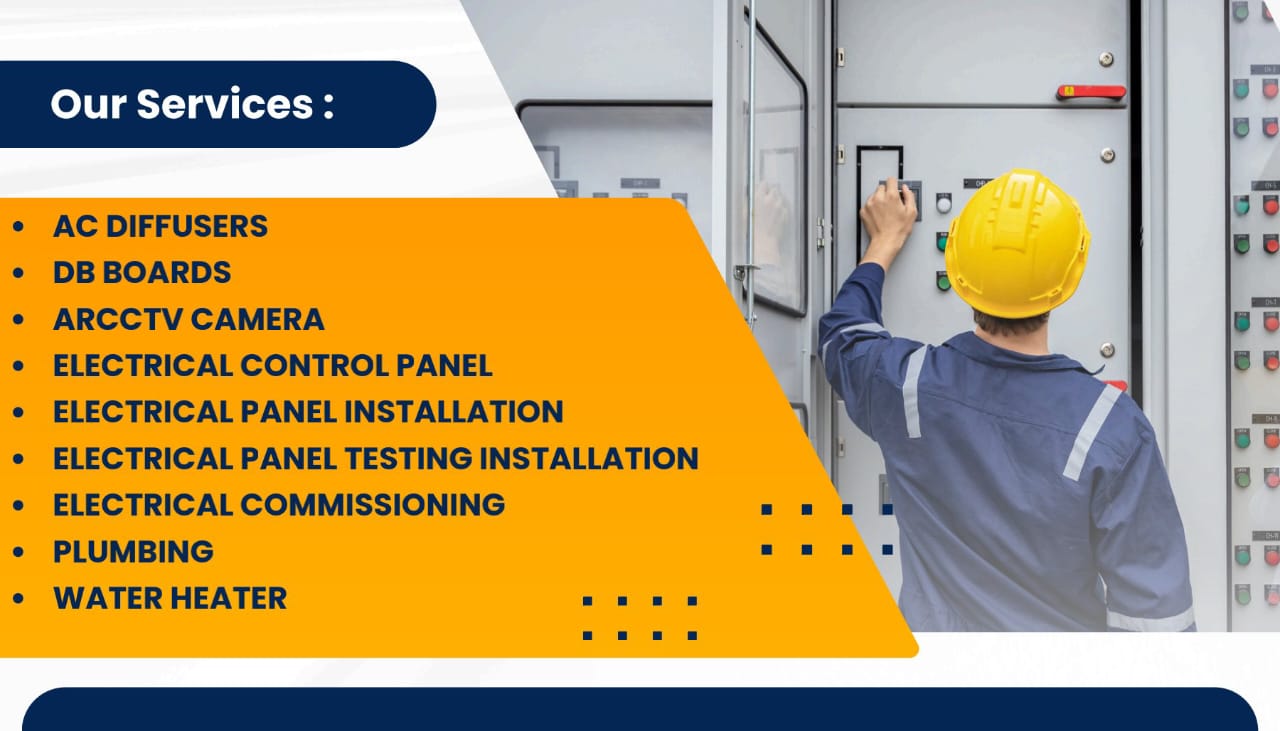 Our Services :
• AC DIFFUSERS
• DB BOARDS
• ARCCTV CAMERA
• ELECTRICAL CONTROL PANEL
• ELECTRICAL PANEL INSTALLATION
• ELECTRICAL PANEL TESTING INSTALLATION
• ELECTRICAL COMMISSIONING
• PLUMBING
• WATER HEATER